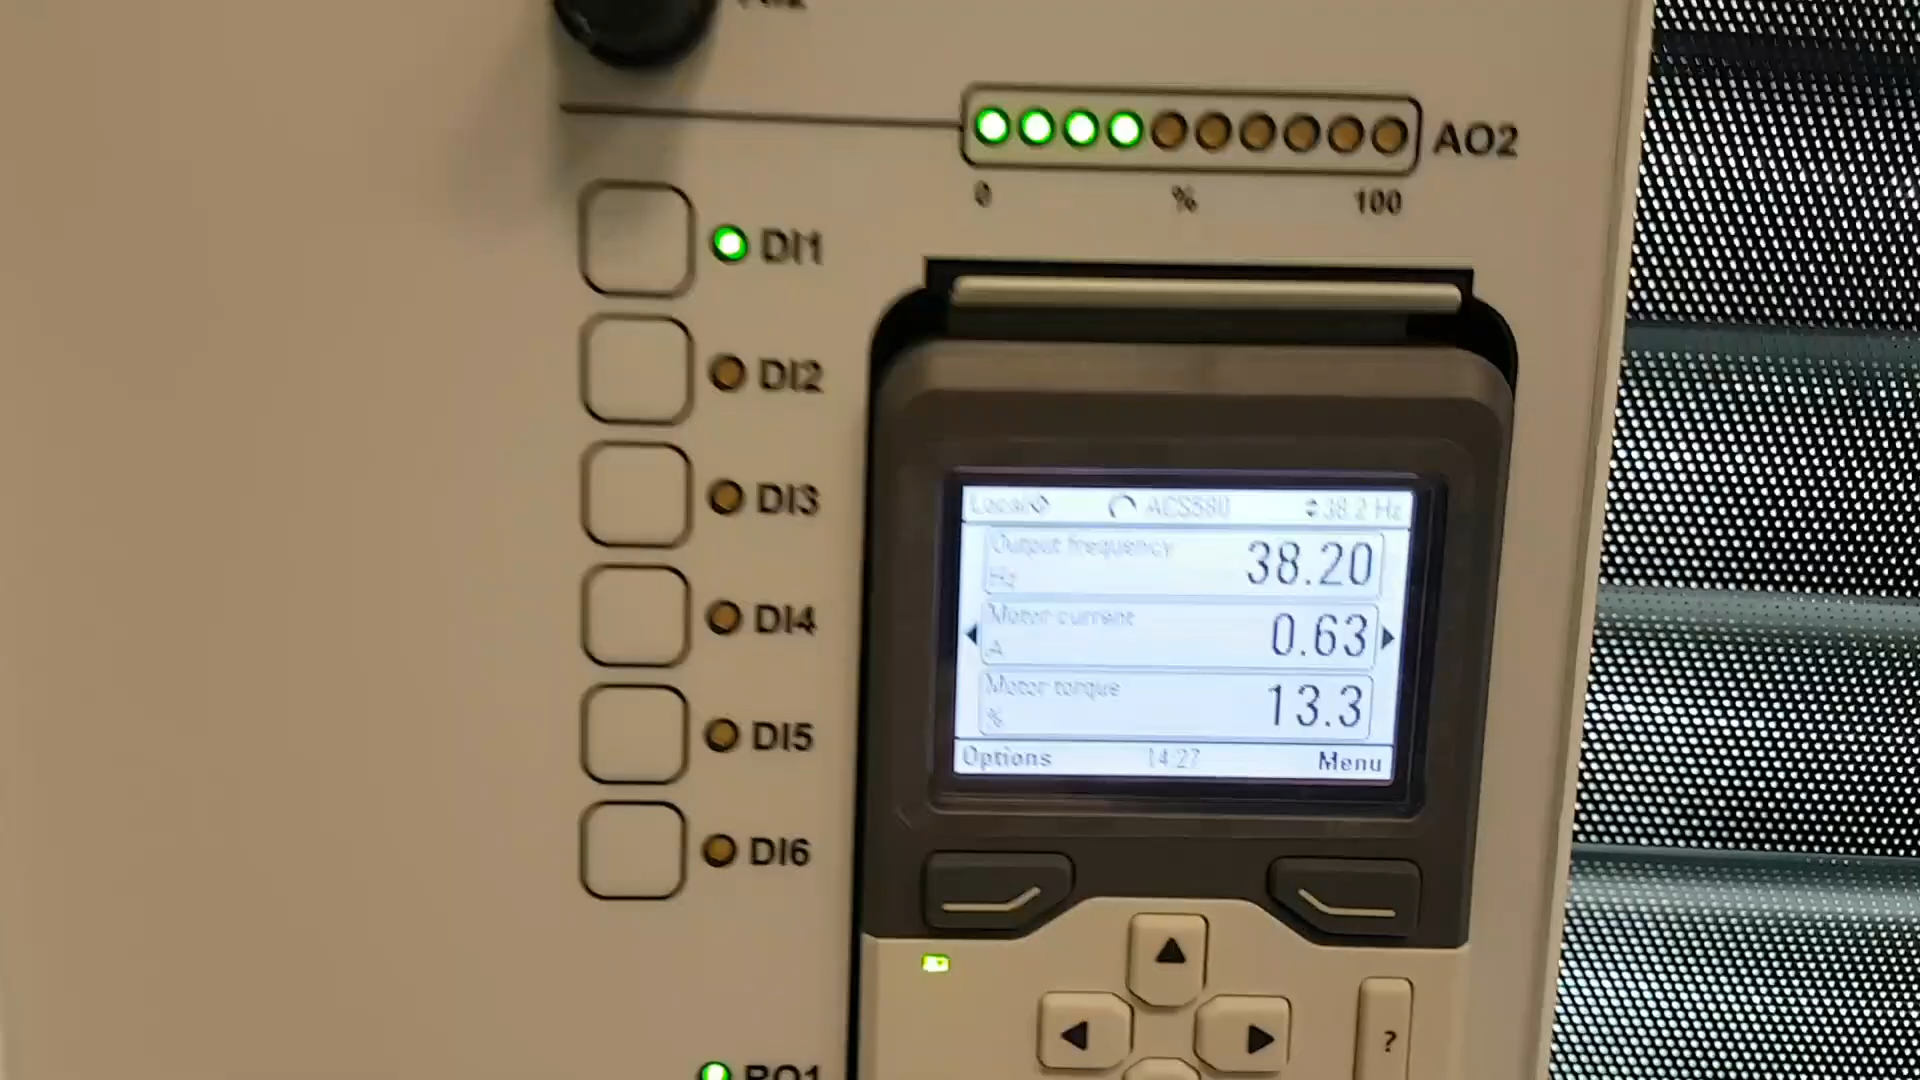 AO2
0 % 100
DI1
DI2
DI3
DI4
DI5
DI6
Local ACS580 38.2 Hz
Output frequency
Hz
38.20
Motor current
A
0.63
Motor torque
%
13.3
Options 14:27 Menu
?
RO1